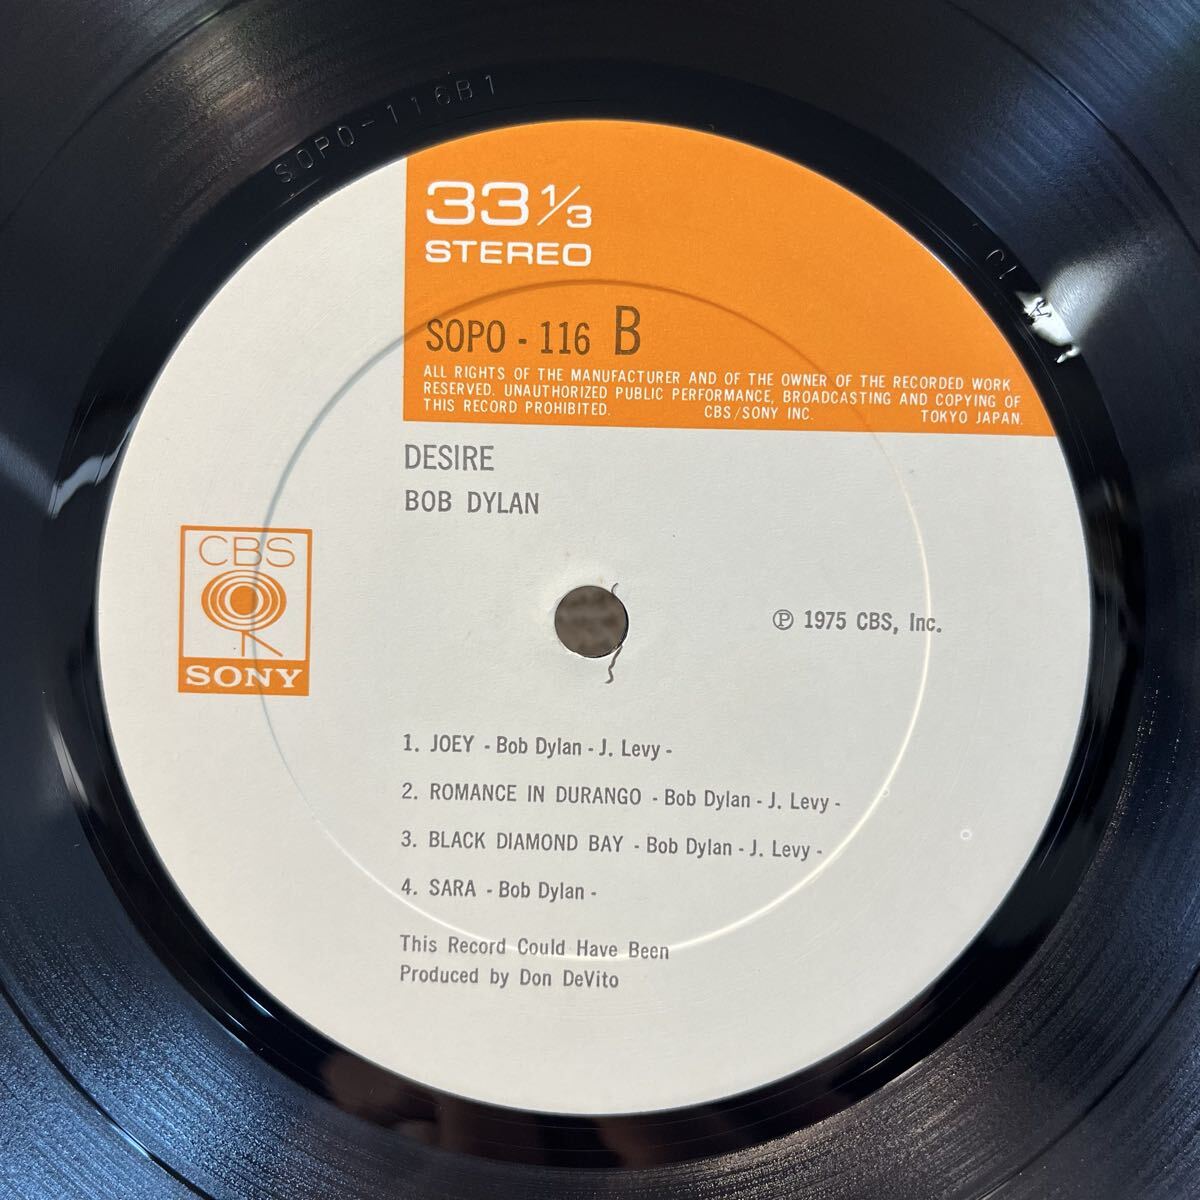 SOPO-116B1
33 1/3
STEREO
SOPO - 116 B
ALL RIGHTS OF THE MANUFACTURER AND OF THE OWNER OF THE RECORDED WORK
RESERVED. UNAUTHORIZED PUBLIC PERFORMANCE, BROADCASTING AND COPYING OF
THIS RECORD PROHIBITED. CBS/SONY INC. TOKYO JAPAN.
DESIRE
BOB DYLAN
CBS
SONY
Ⓟ 1975 CBS, Inc.
1. JOEY - Bob Dylan - J. Levy -
2. ROMANCE IN DURANGO - Bob Dylan - J. Levy -
3. BLACK DIAMOND BAY - Bob Dylan - J. Levy -
4. SARA - Bob Dylan -
This Record Could Have Been
Produced by Don DeVito